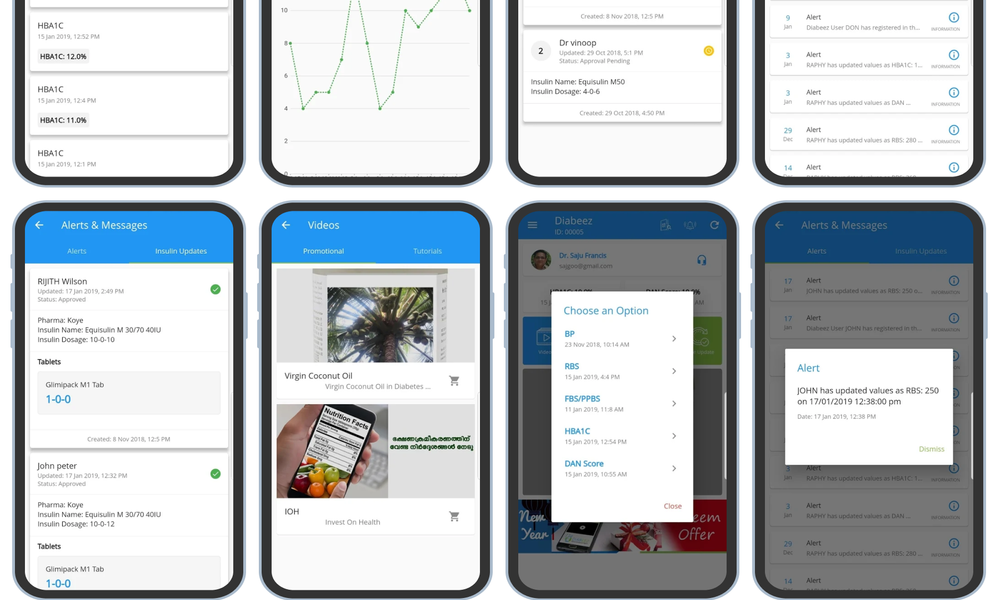 HBA1C
15 Jan 2019, 12:52 PM
HBA1C: 12.0%
HBA1C
15 Jan 2019, 12:4 PM
HBA1C: 11.0%
HBA1C
15 Jan 2019, 12:1 PM
10
8
6
4
2
0
Created: 8 Nov 2018, 12:5 PM
2
Dr vinoop
Updated: 29 Oct 2018, 5:1 PM
Status: Approval Pending
Insulin Name: Equisulin M50
Insulin Dosage: 4-0-6
Created: 29 Oct 2018, 4:50 PM
9 Jan
Alert
Diabeez User DON has registered in th...
INFORMATION
3 Jan
Alert
RAPHY has updated values as HBA1C: 1...
INFORMATION
3 Jan
Alert
RAPHY has updated values as DAN ...
INFORMATION
29 Dec
Alert
RAPHY has updated values as RBS: 280 ...
INFORMATION
14
Alert
Alerts & Messages
Alerts
Insulin Updates
RIJITH Wilson
Updated: 17 Jan 2019, 2:49 PM
Status: Approved
Pharma: Koye
Insulin Name: Equisulin M 30/70 40IU
Insulin Dosage: 10-0-10
Tablets
Glimipack M1 Tab
1-0-0
Created: 8 Nov 2018, 12:5 PM
John peter
Updated: 17 Jan 2019, 12:32 PM
Status: Approved
Pharma: Koye
Insulin Name: Equisulin M 30/70 40IU
Insulin Dosage: 10-0-12
Tablets
Glimipack M1 Tab
1-0-0
Videos
Promotional
Tutorials
Virgin Coconut Oil
Virgin Coconut Oil in Diabetes ...
Nutrition Facts
ഭക്ഷണക്രമീകരണത്തിന്
വേണ്ട നിർദ്ദേശങ്ങൾ നേടൂ
IOH
Invest On Health
Diabeez
ID: 00005
Dr. Saju Francis
Choose an Option
BP
23 Nov 2018, 10:14 AM
RBS
15 Jan 2019, 4:4 PM
FBS/PPBS
11 Jan 2019, 11:8 AM
HBA1C
15 Jan 2019, 12:54 PM
DAN Score
15 Jan 2019, 10:55 AM
Close
New
Year
Offer
Alerts & Messages
Alerts
Insulin Updates
17 Jan
Alert
JOHN has updated values as RBS: 250 o...
INFORMATION
17 Jan
Alert
Diabeez User JOHN has registered in th...
INFORMATION
Alert
JOHN has updated values as RBS: 250
on 17/01/2019 12:38:00 pm
Date: 17 Jan 2019, 12:38 PM
Dismiss
Jan
RAPHY has updated values as HBA1C: 1...
INFORMATION
3 Jan
Alert
RAPHY has updated values as DAN ...
INFORMATION
29 Dec
Alert
RAPHY has updated values as RBS: 280 ...
INFORMATION
14
Alert